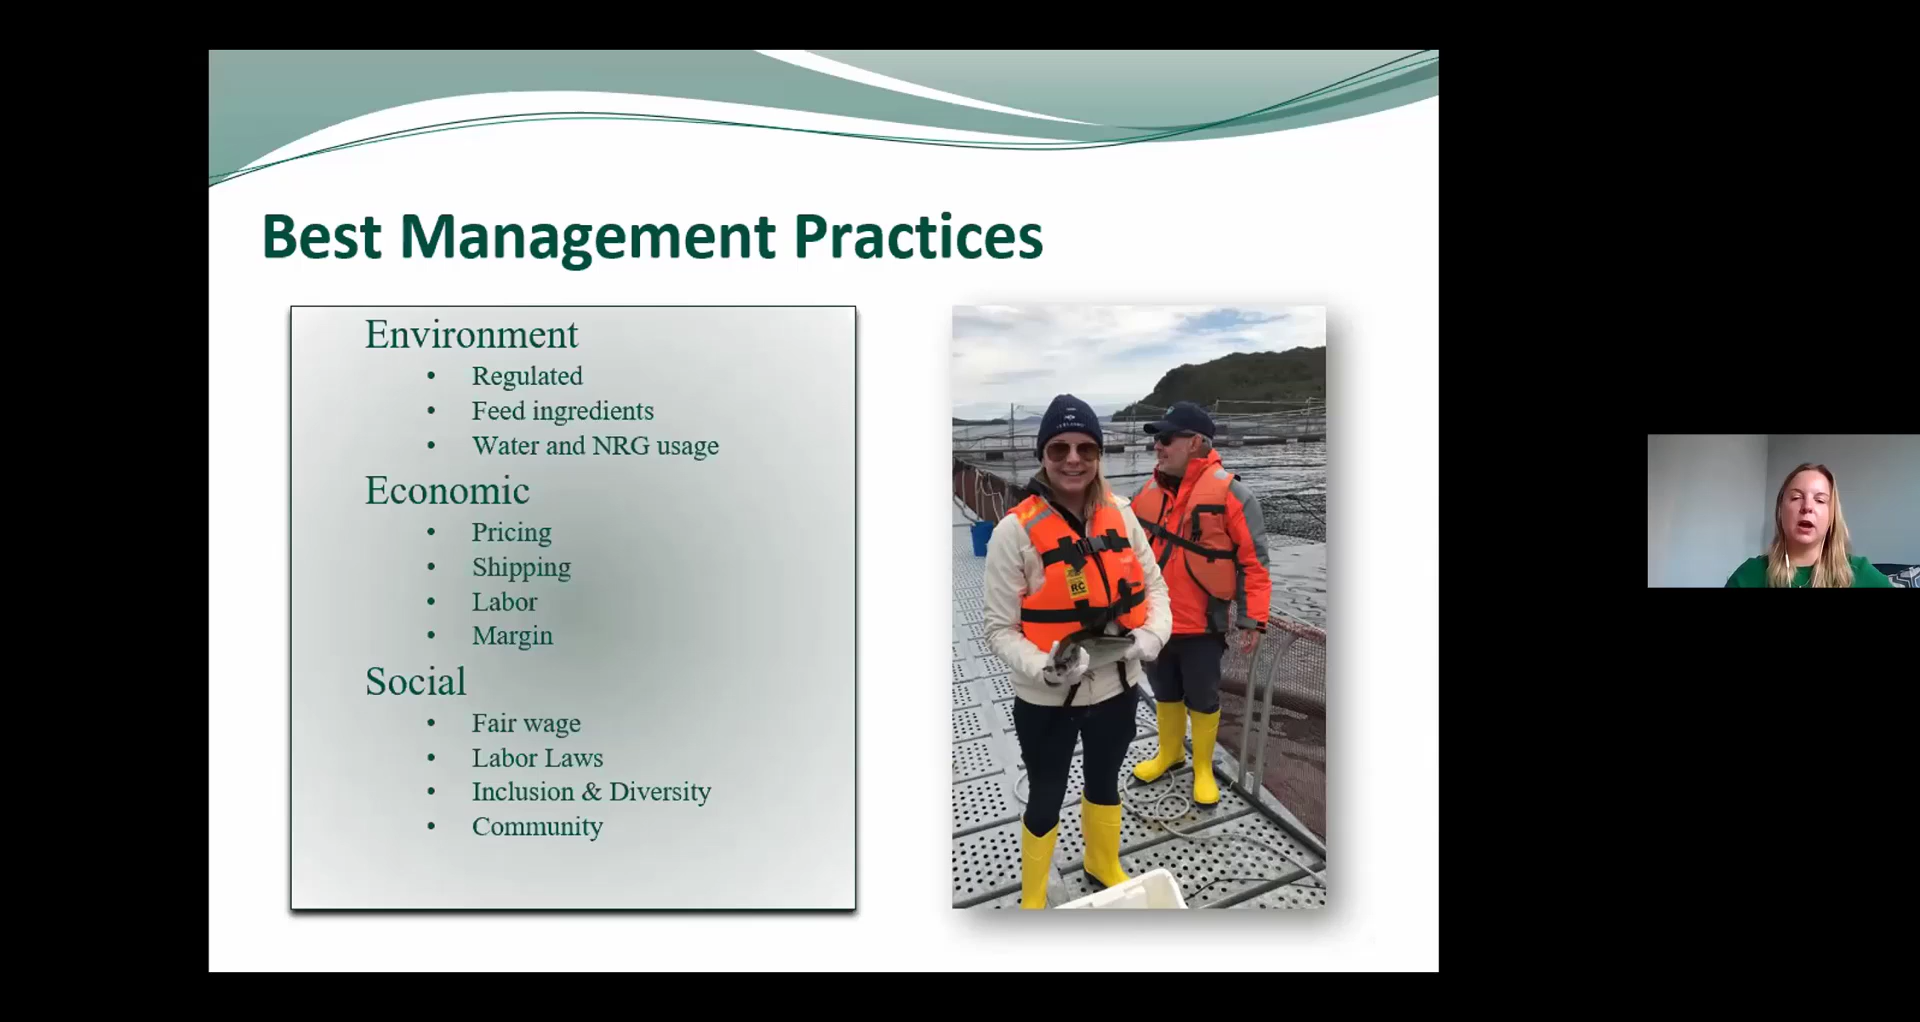 Best Management Practices
Environment
• Regulated
• Feed ingredients
• Water and NRG usage
Economic
• Pricing
• Shipping
• Labor
• Margin
Social
• Fair wage
• Labor Laws
• Inclusion & Diversity
• Community
ICELAND
RC